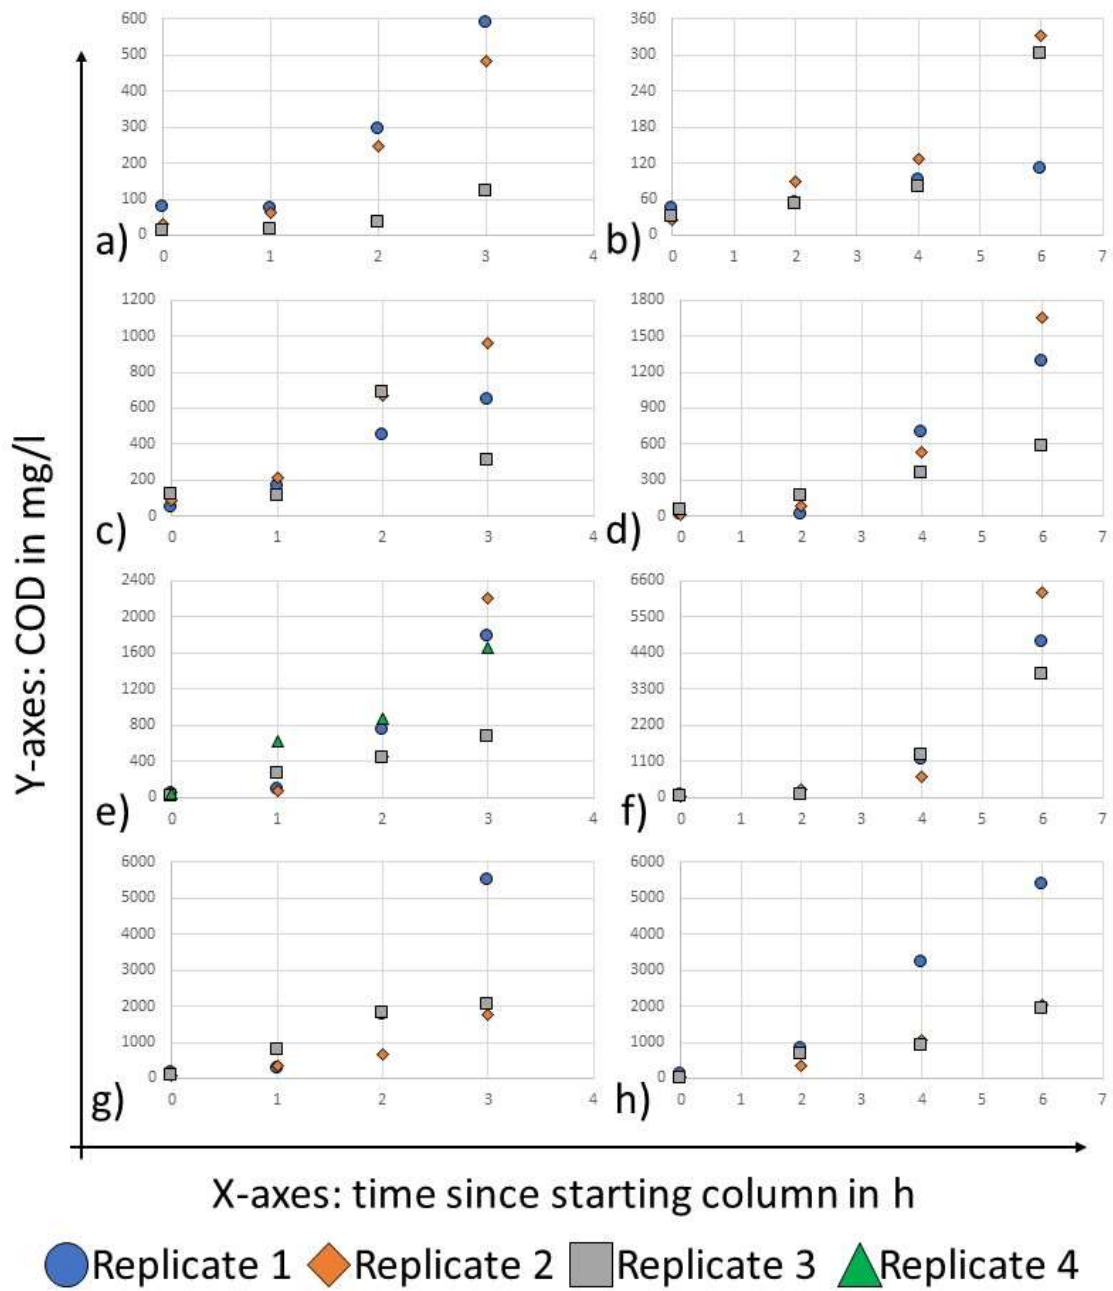 Y-axes: COD in mg/l
600
500
400
300
200
100
0
a)
0 1 2 3 4
360
300
240
180
120
60
0
b)
0 1 2 3 4 5 6 7
1200
1000
800
600
400
200
0
c)
0 1 2 3 4
1800
1500
1200
900
600
300
0
d)
0 1 2 3 4 5 6 7
2400
2000
1600
1200
800
400
0
e)
0 1 2 3 4
6600
5500
4400
3300
2200
1100
0
f)
0 1 2 3 4 5 6 7
6000
5000
4000
3000
2000
1000
0
g)
0 1 2 3 4
6000
5000
4000
3000
2000
1000
0
h)
0 1 2 3 4 5 6 7
X-axes: time since starting column in h
Replicate 1 Replicate 2 Replicate 3 Replicate 4